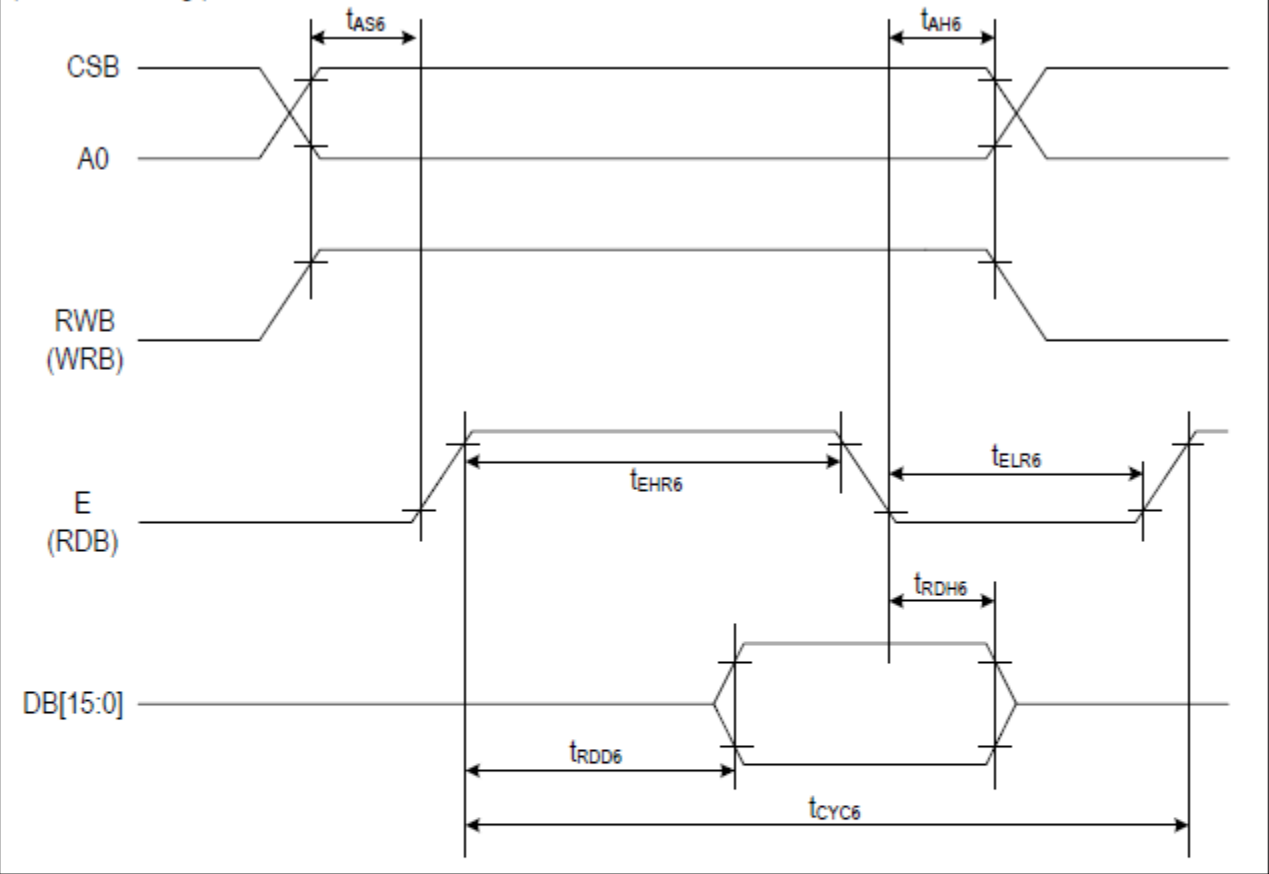 tAS6
tAH6
CSB
A0
RWB
(WRB)
tEHR6
tELR6
E
(RDB)
tRDH6
DB[15:0]
tRDD6
tCYC6